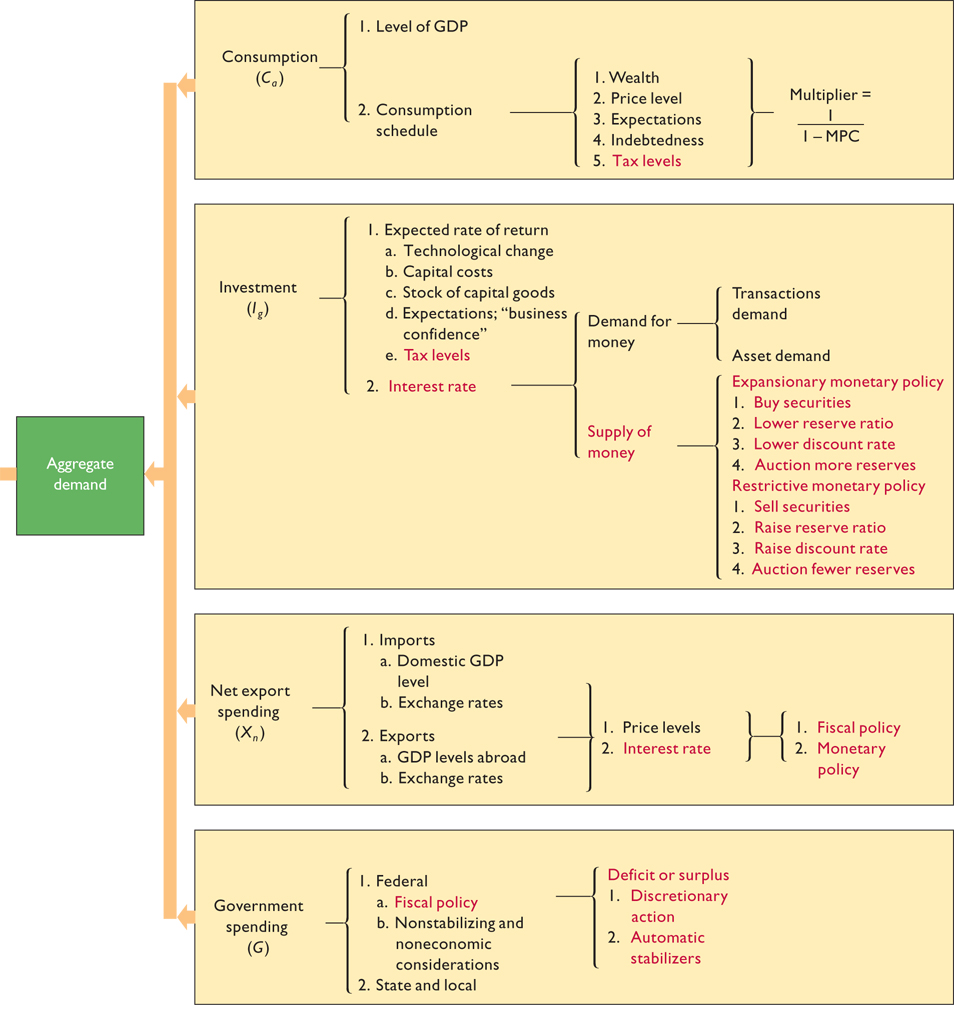 Aggregate
demand
Consumption
(Ca)
1. Level of GDP
2. Consumption
schedule
1. Wealth
2. Price level
3. Expectations
4. Indebtedness
5. Tax levels
Multiplier =
1
1 – MPC
Investment
(Ig)
1. Expected rate of return
a. Technological change
b. Capital costs
c. Stock of capital goods
d. Expectations; “business
confidence”
e. Tax levels
2. Interest rate
Demand for
money
Transactions
demand
Asset demand
Supply of
money
Expansionary monetary policy
1. Buy securities
2. Lower reserve ratio
3. Lower discount rate
4. Auction more reserves
Restrictive monetary policy
1. Sell securities
2. Raise reserve ratio
3. Raise discount rate
4. Auction fewer reserves
Net export
spending
(Xn)
1. Imports
a. Domestic GDP
level
b. Exchange rates
2. Exports
a. GDP levels abroad
b. Exchange rates
1. Price levels
2. Interest rate
1. Fiscal policy
2. Monetary
policy
Government
spending
(G)
1. Federal
a. Fiscal policy
b. Nonstabilizing and
noneconomic
considerations
2. State and local
Deficit or surplus
1. Discretionary
action
2. Automatic
stabilizers